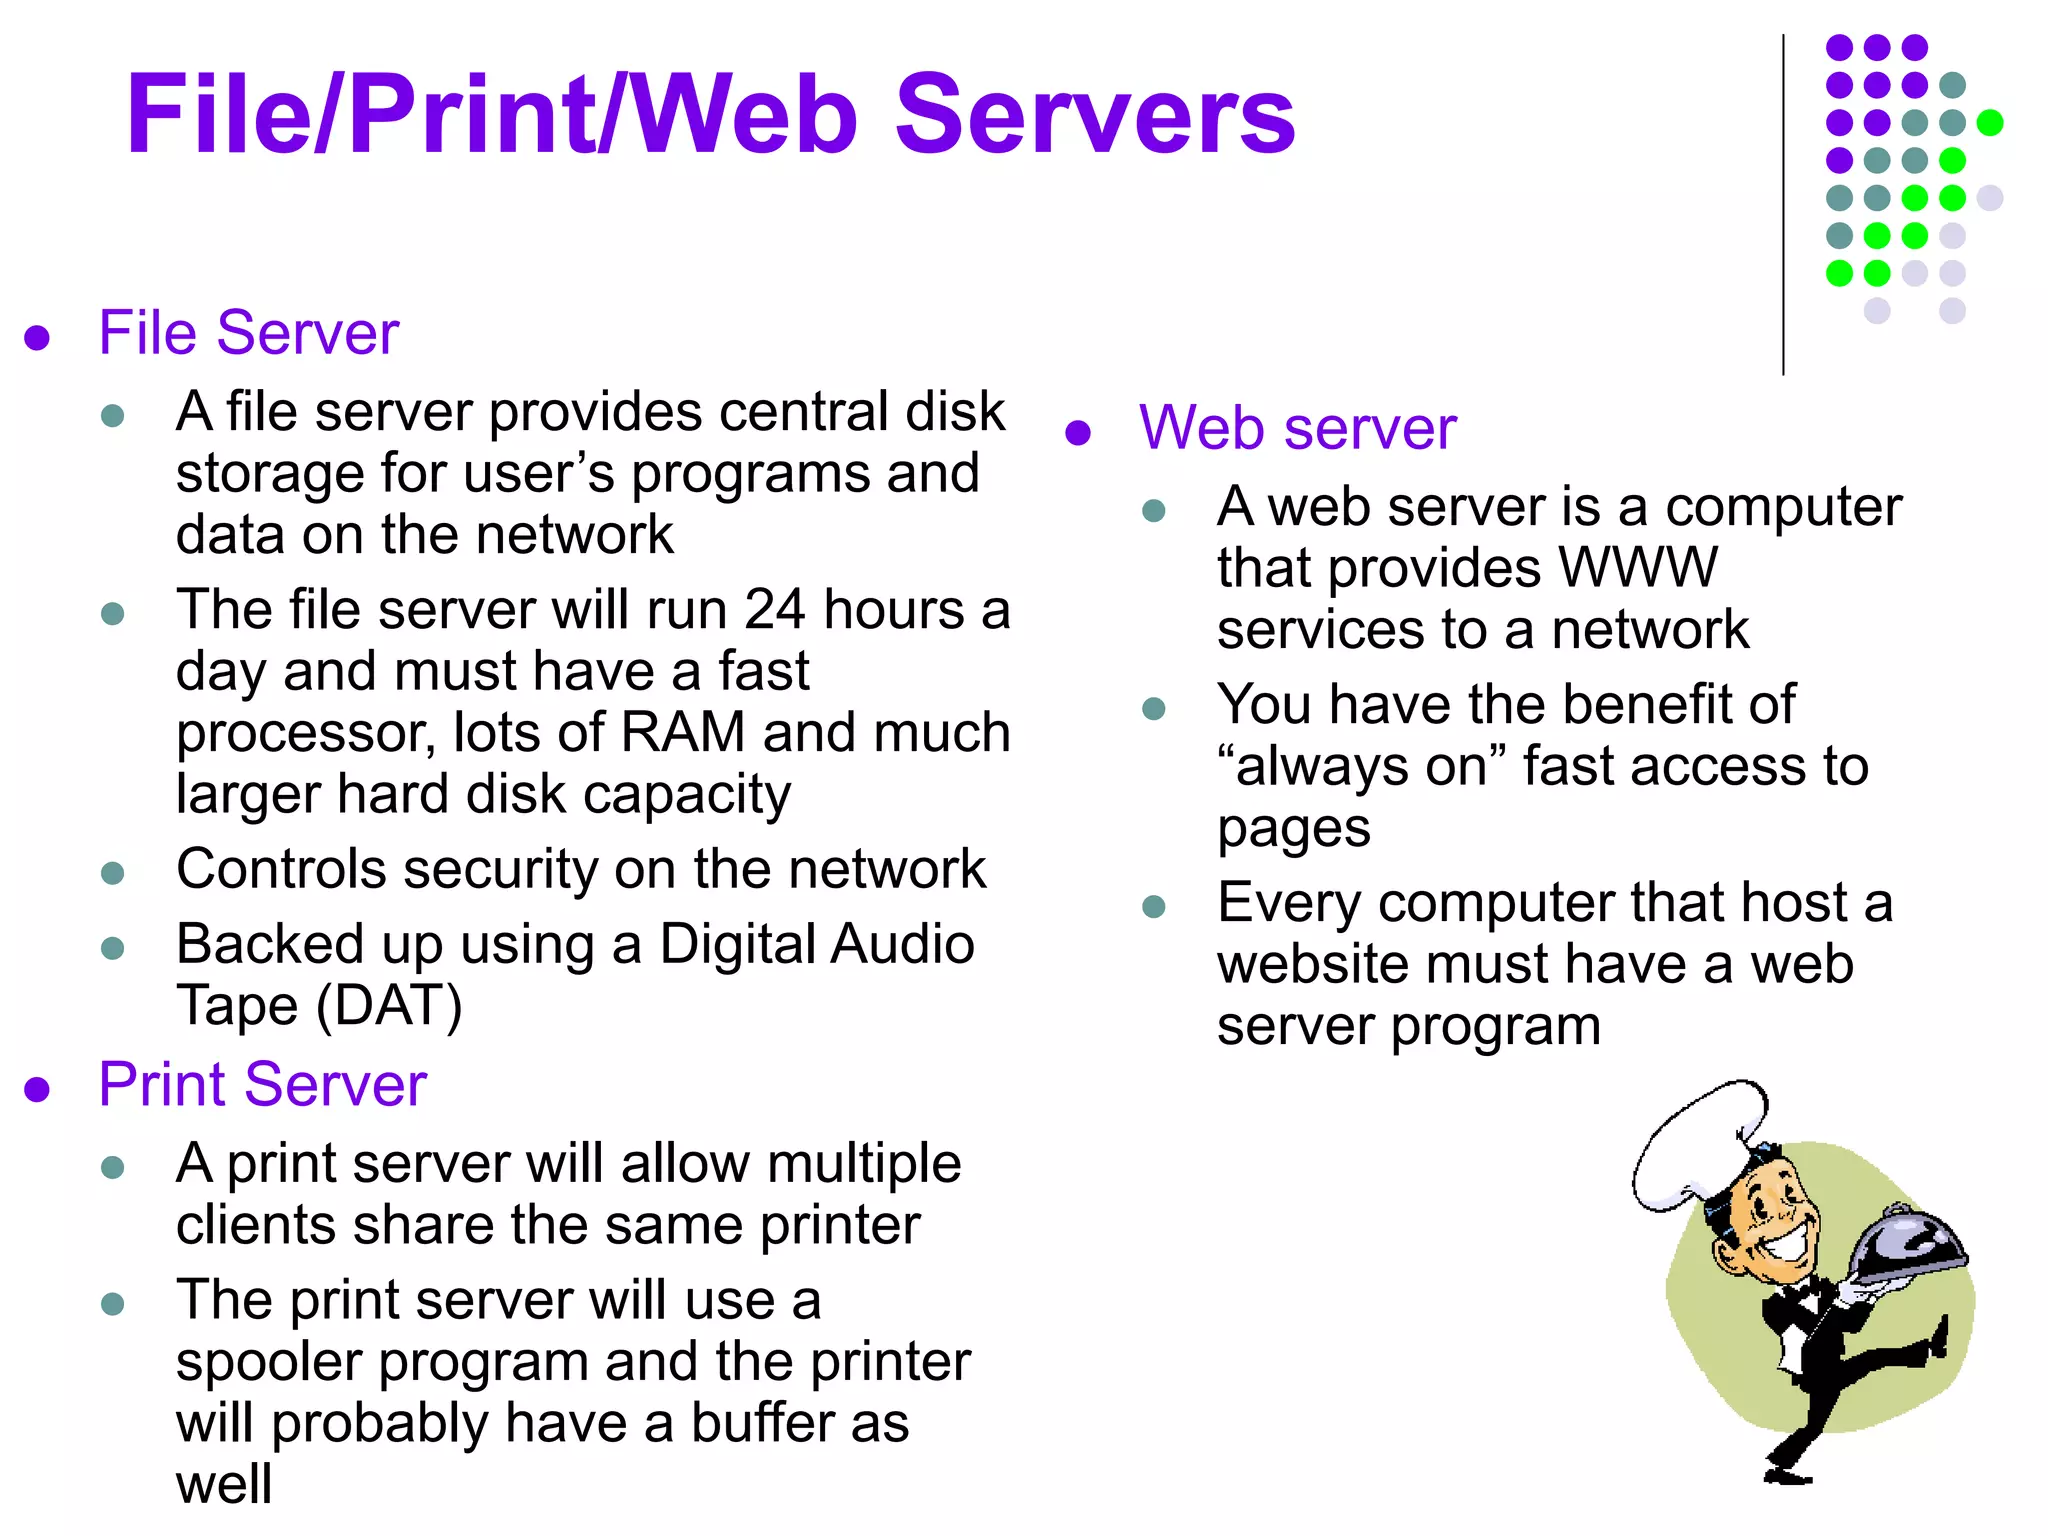 File/Print/Web Servers
File Server
A file server provides central disk
storage for user’s programs and
data on the network
The file server will run 24 hours a
day and must have a fast
processor, lots of RAM and much
larger hard disk capacity
Controls security on the network
Backed up using a Digital Audio
Tape (DAT)
Print Server
A print server will allow multiple
clients share the same printer
The print server will use a
spooler program and the printer
will probably have a buffer as
well
Web server
A web server is a computer
that provides WWW
services to a network
You have the benefit of
“always on” fast access to
pages
Every computer that host a
website must have a web
server program